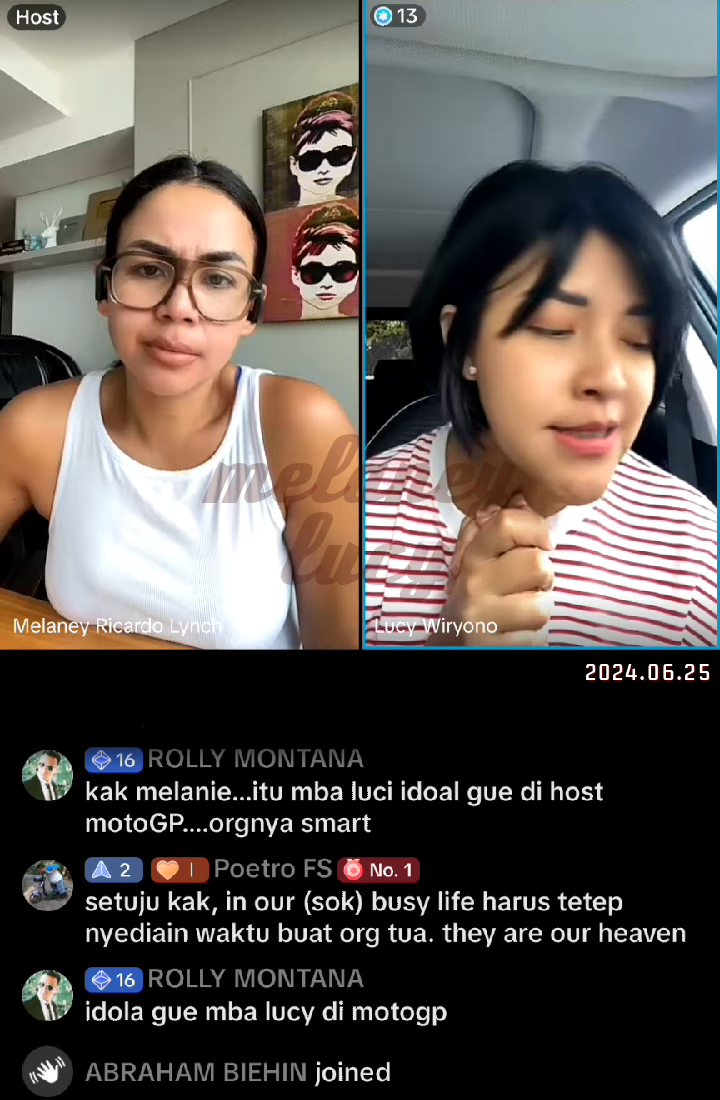 Host
13
melaney
lucy
Melaney Ricardo Lynch
Lucy Wiryono
2024.06.25
16 ROLLY MONTANA
kak melanie...itu mba luci idoal gue di host
motoGP....orgnya smart
2 I Poetro FS No. 1
setuju kak, in our (sok) busy life harus tetep
nyediain waktu buat org tua. they are our heaven
16 ROLLY MONTANA
idola gue mba lucy di motogp
ABRAHAM BIEHIN joined